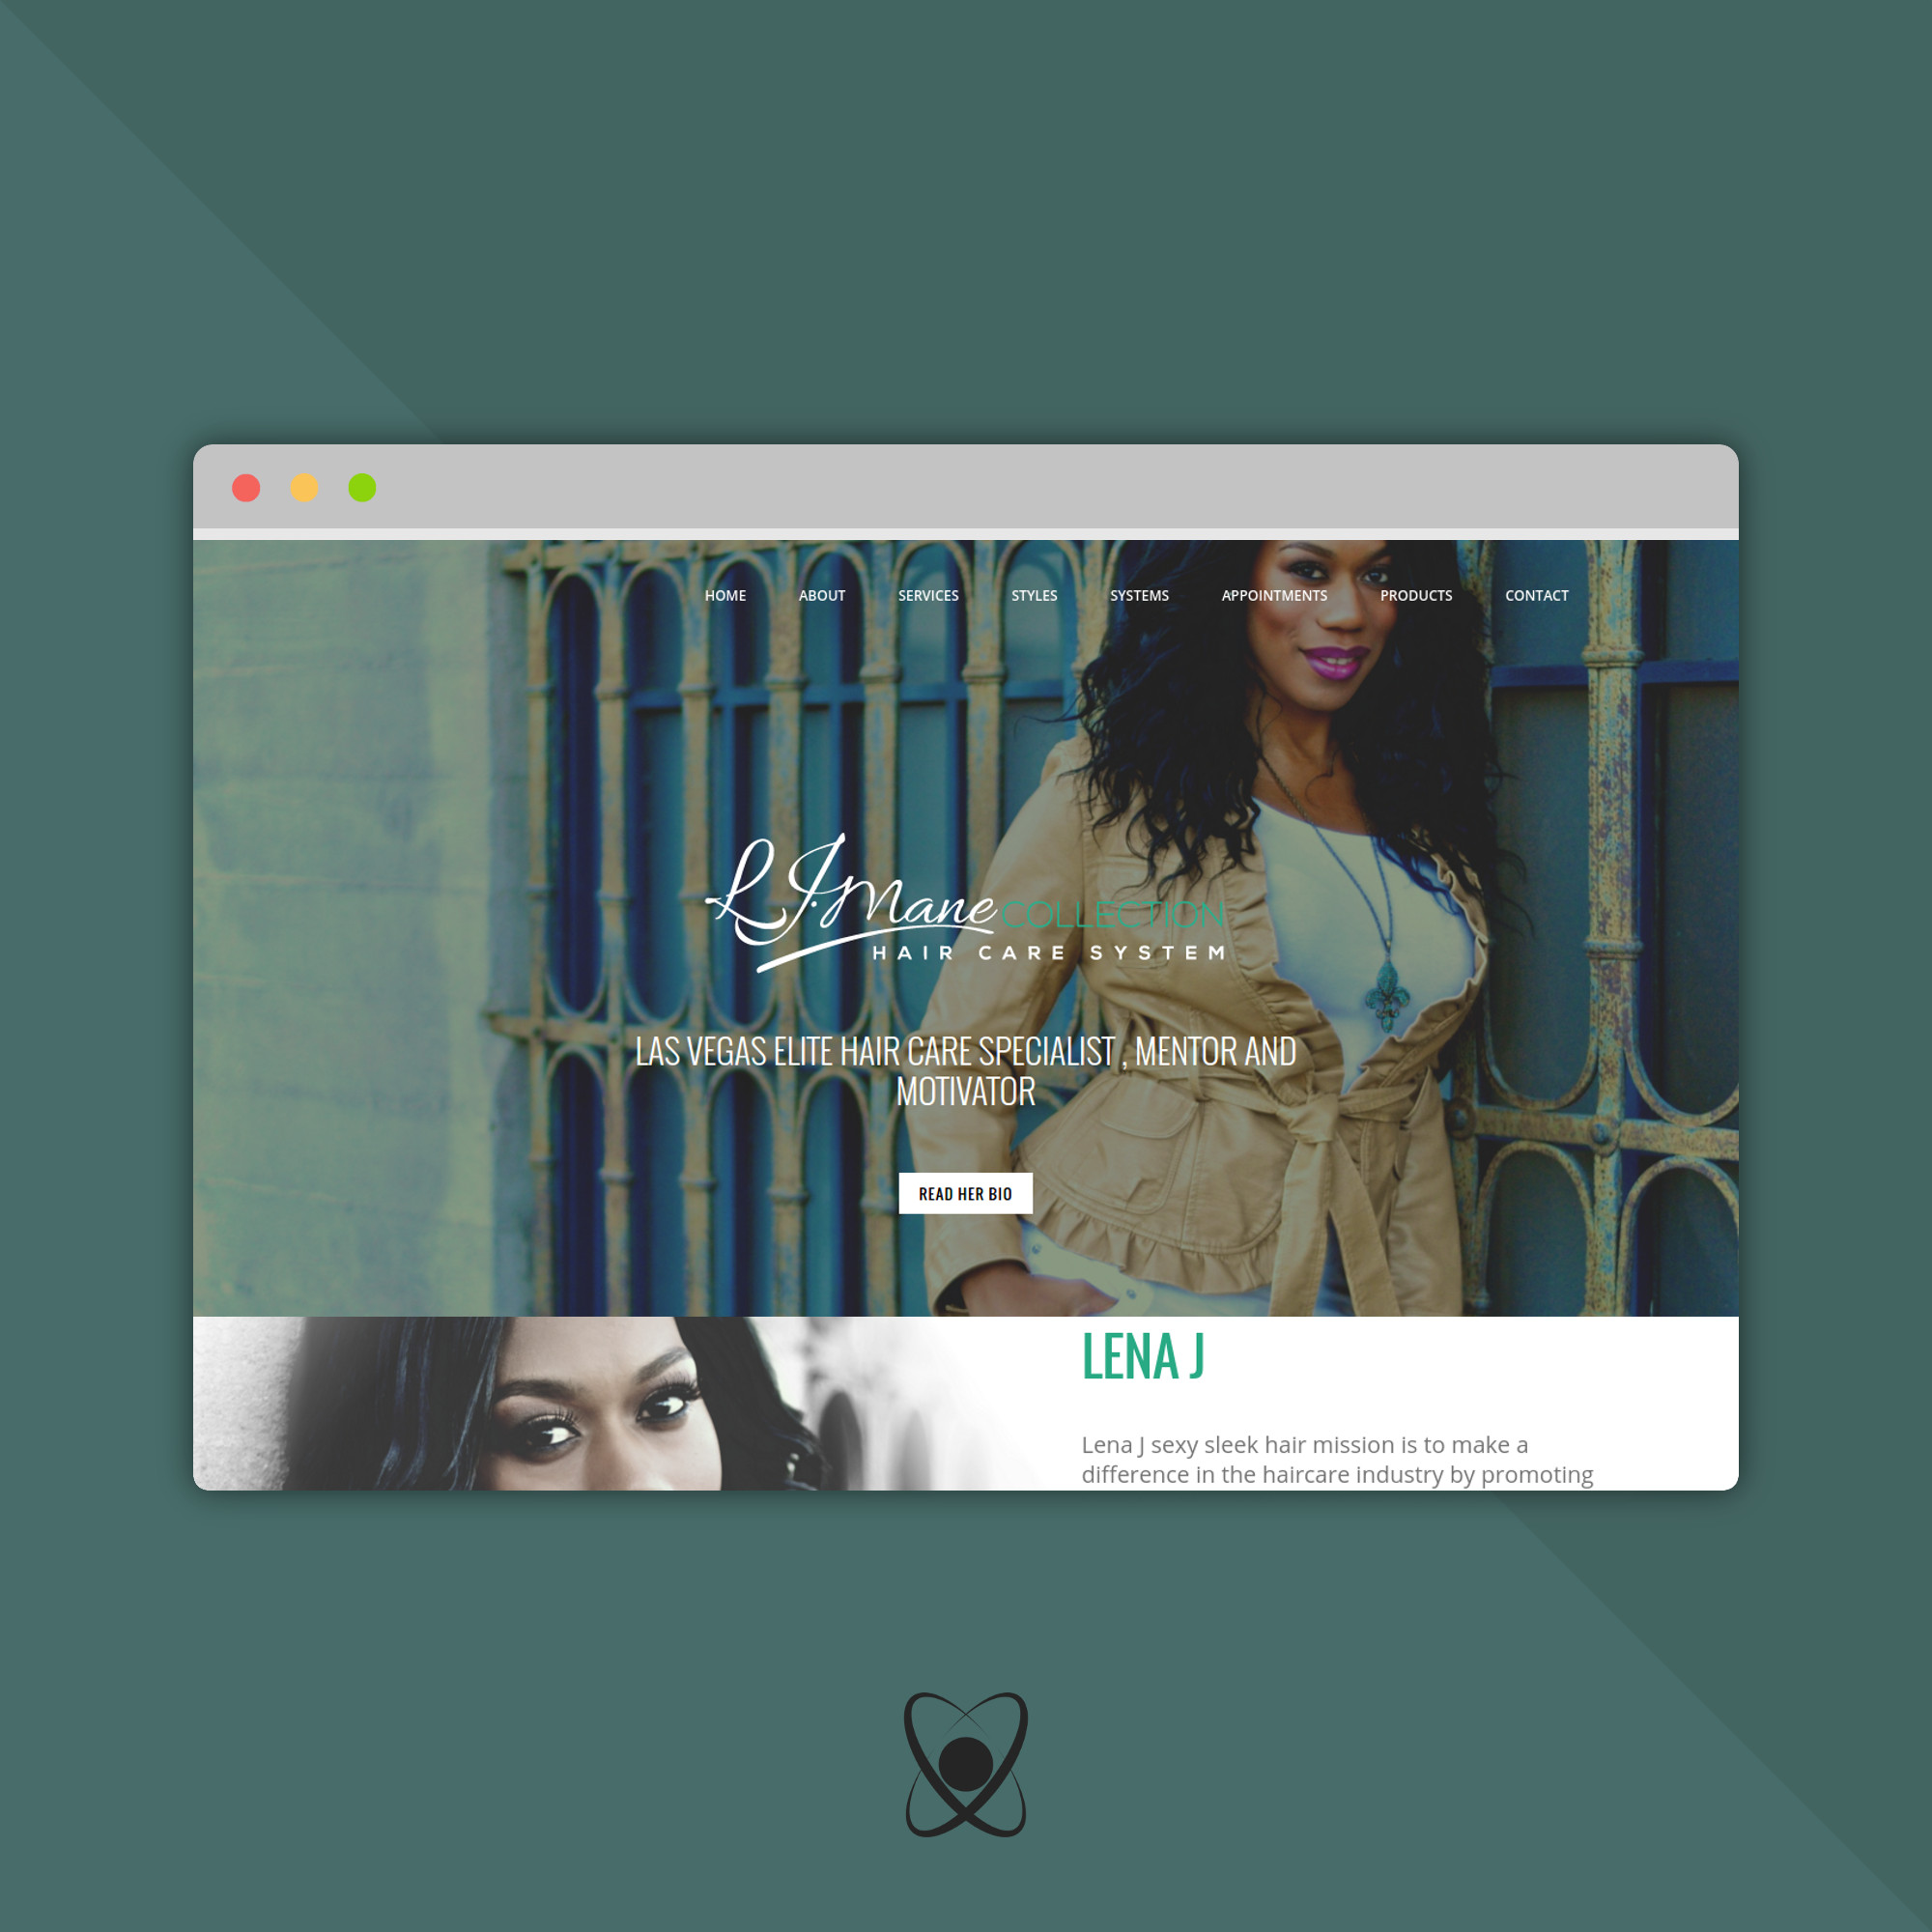 HOME ABOUT SERVICES STYLES SYSTEMS APPOINTMENTS PRODUCTS CONTACT
L.J.Mane COLLECTION
HAIR CARE SYSTEM
LAS VEGAS ELITE HAIR CARE SPECIALIST , MENTOR AND
MOTIVATOR
READ HER BIO
LENA J
Lena J sexy sleek hair mission is to make a
difference in the haircare industry by promoting